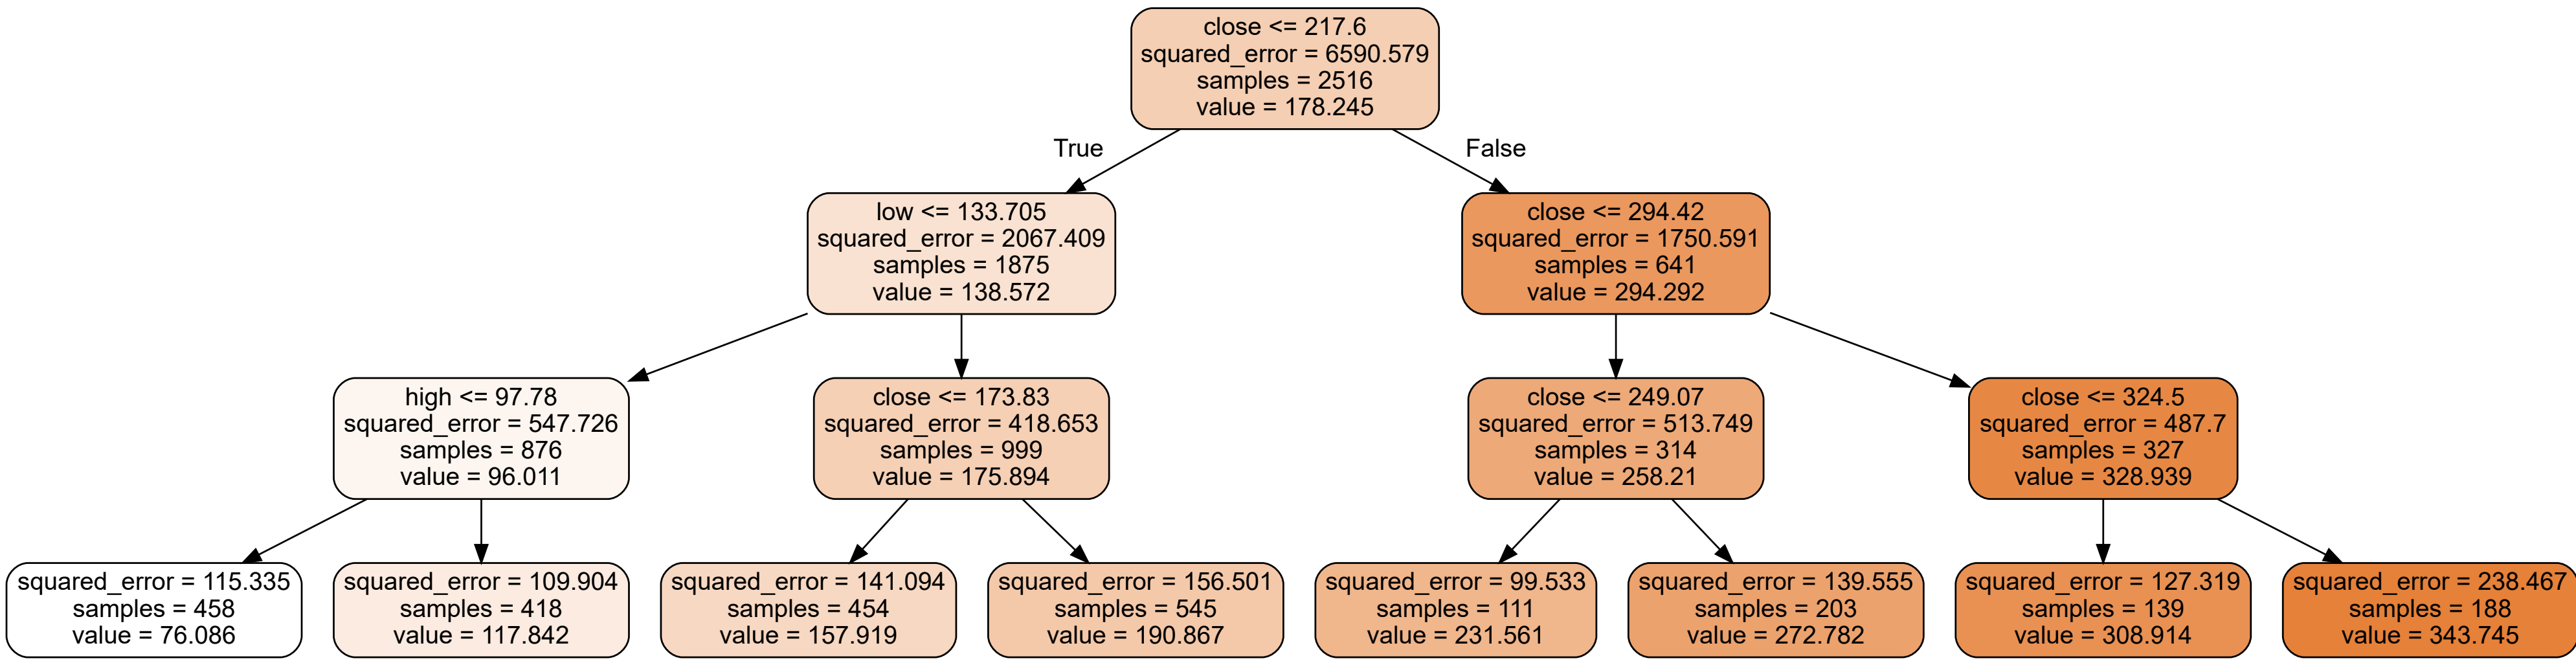 close <= 217.6
squared_error = 6590.579
samples = 2516
value = 178.245
True
False
low <= 133.705
squared_error = 2067.409
samples = 1875
value = 138.572
close <= 294.42
squared_error = 1750.591
samples = 641
value = 294.292
high <= 97.78
squared_error = 547.726
samples = 876
value = 96.011
close <= 173.83
squared_error = 418.653
samples = 999
value = 175.894
close <= 249.07
squared_error = 513.749
samples = 314
value = 258.21
close <= 324.5
squared_error = 487.7
samples = 327
value = 328.939
squared_error = 115.335
samples = 458
value = 76.086
squared_error = 109.904
samples = 418
value = 117.842
squared_error = 141.094
samples = 454
value = 157.919
squared_error = 156.501
samples = 545
value = 190.867
squared_error = 99.533
samples = 111
value = 231.561
squared_error = 139.555
samples = 203
value = 272.782
squared_error = 127.319
samples = 139
value = 308.914
squared_error = 238.467
samples = 188
value = 343.745